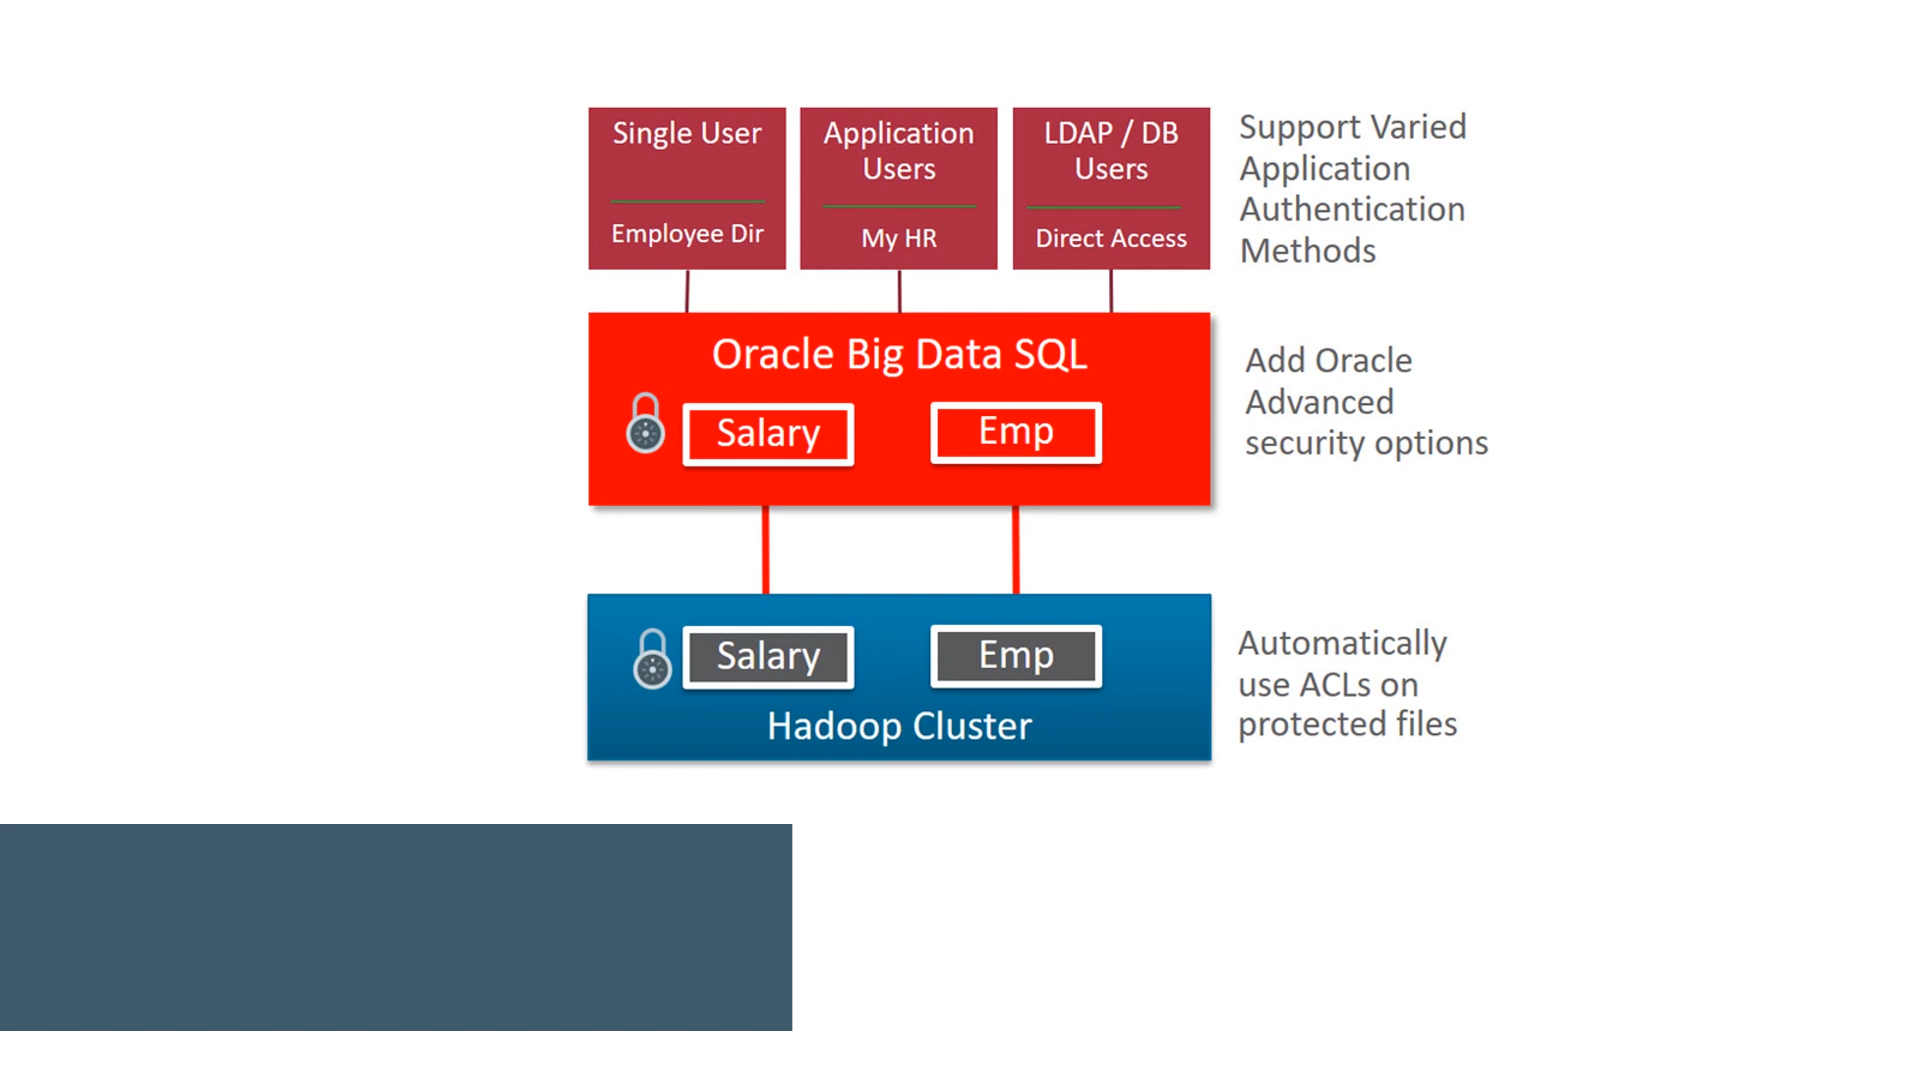 Single User
Employee Dir
Application
Users
My HR
LDAP / DB
Users
Direct Access
Support Varied
Application
Authentication
Methods
Oracle Big Data SQL
Salary
Emp
Add Oracle
Advanced
security options
Salary
Emp
Hadoop Cluster
Automatically
use ACLs on
protected files